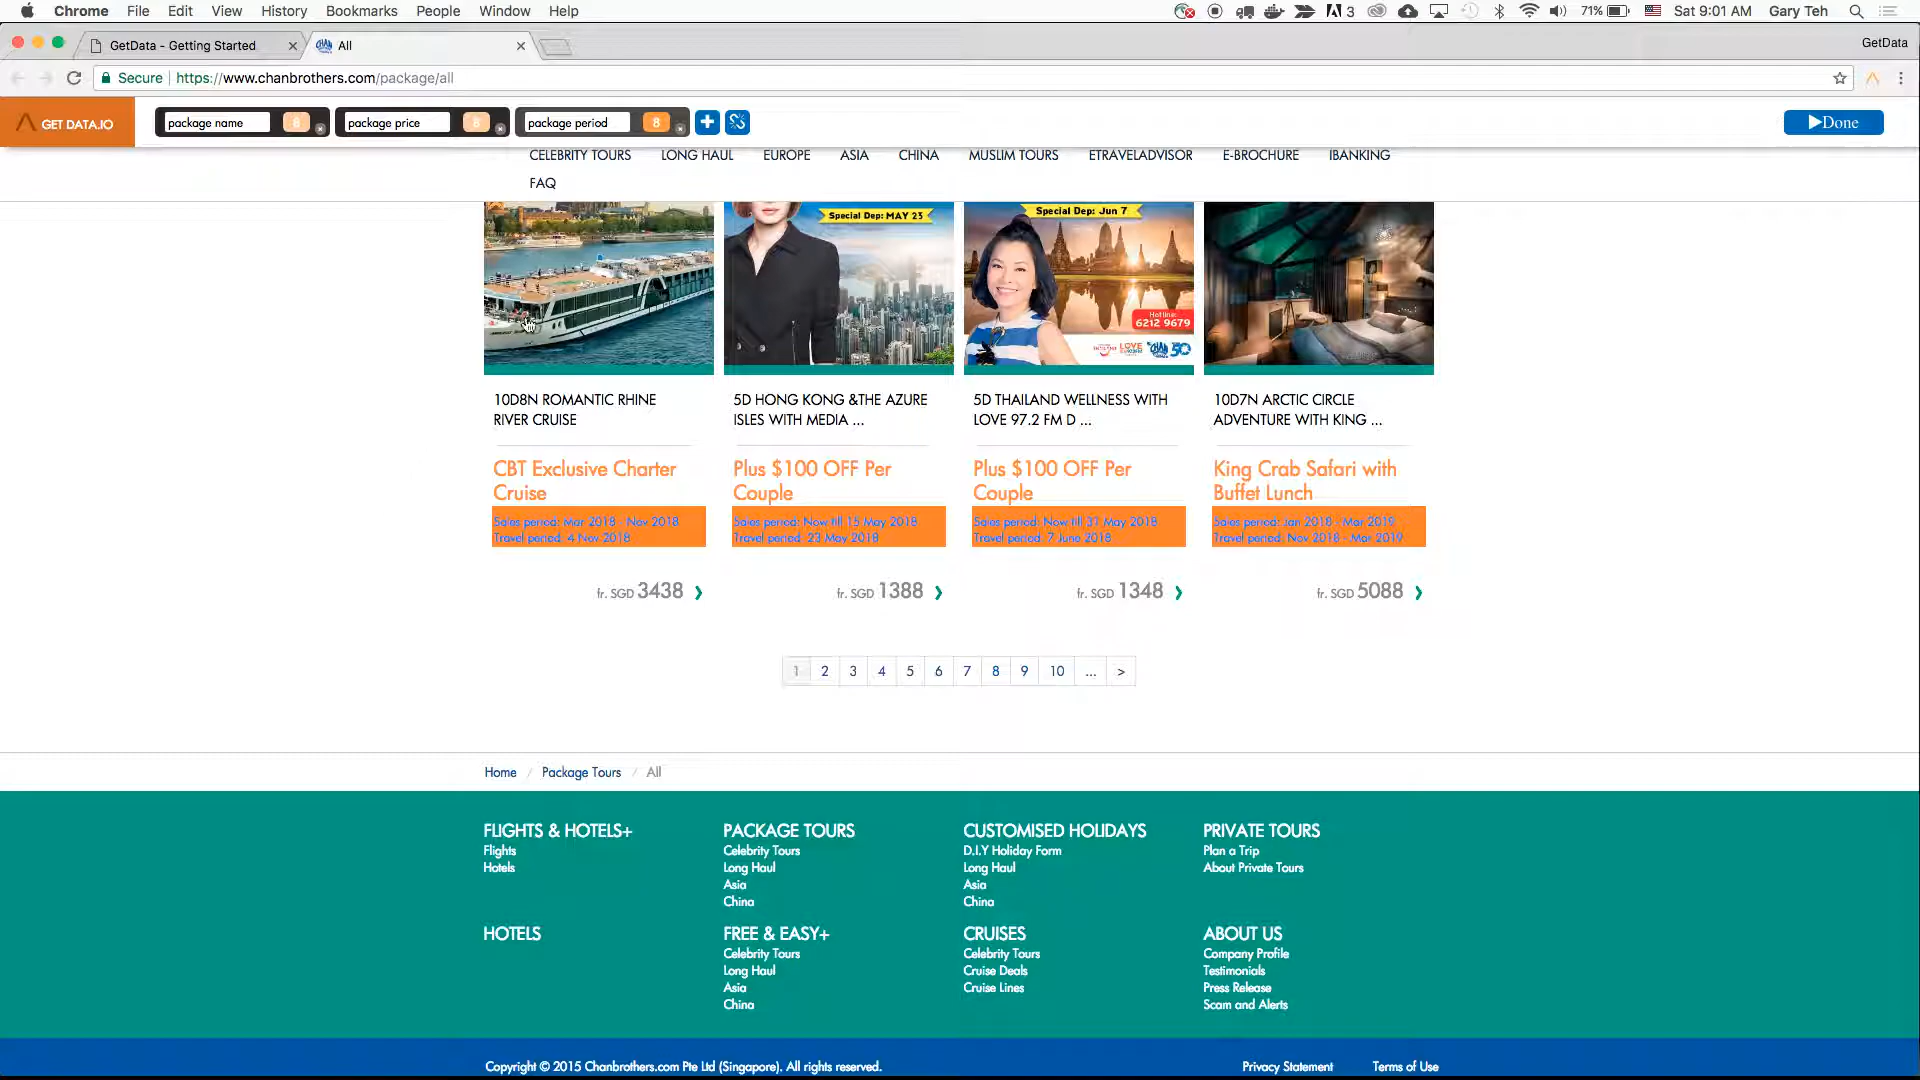 Chrome File Edit View History Bookmarks People Window Help 3 71% Sat 9:01 AM Gary Teh
GetData - Getting Started All GetData
Secure https://www.chanbrothers.com/package/all
GET DATA.IO package name 8 package price 8 package period 8 Done
CELEBRITY TOURS LONG HAUL EUROPE ASIA CHINA MUSLIM TOURS ETRAVELADVISOR E-BROCHURE IBANKING
FAQ
Special Dep: MAY 23
Special Dep: Jun 7
Hotline:
6212 9679
10D8N ROMANTIC RHINE
RIVER CRUISE
CBT Exclusive Charter
Cruise
Sales period: Mar 2018 - Nov 2018
Travel period: 4 Nov 2018
fr. SGD 3438
5D HONG KONG &THE AZURE
ISLES WITH MEDIA ...
Plus $100 OFF Per
Couple
Sales period: Now till 15 May 2018
Travel period: 23 May 2018
fr. SGD 1388
5D THAILAND WELLNESS WITH
LOVE 97.2 FM D ...
Plus $100 OFF Per
Couple
Sales period: Now till 31 May 2018
Travel period: 7 June 2018
fr. SGD 1348
10D7N ARCTIC CIRCLE
ADVENTURE WITH KING ...
King Crab Safari with
Buffet Lunch
Sales period: Jan 2018 - Mar 2019
Travel period: Nov 2018 - Mar 2019
fr. SGD 5088
1 2 3 4 5 6 7 8 9 10 ... >
Home / Package Tours / All
FLIGHTS & HOTELS+
Flights
Hotels
PACKAGE TOURS
Celebrity Tours
Long Haul
Asia
China
CUSTOMISED HOLIDAYS
D.I.Y Holiday Form
Long Haul
Asia
China
PRIVATE TOURS
Plan a Trip
About Private Tours
HOTELS
FREE & EASY+
Celebrity Tours
Long Haul
Asia
China
CRUISES
Celebrity Tours
Cruise Deals
Cruise Lines
ABOUT US
Company Profile
Testimonials
Press Release
Scam and Alerts
Copyright © 2015 Chanbrothers.com Pte Ltd (Singapore). All rights reserved. Privacy Statement Terms of Use